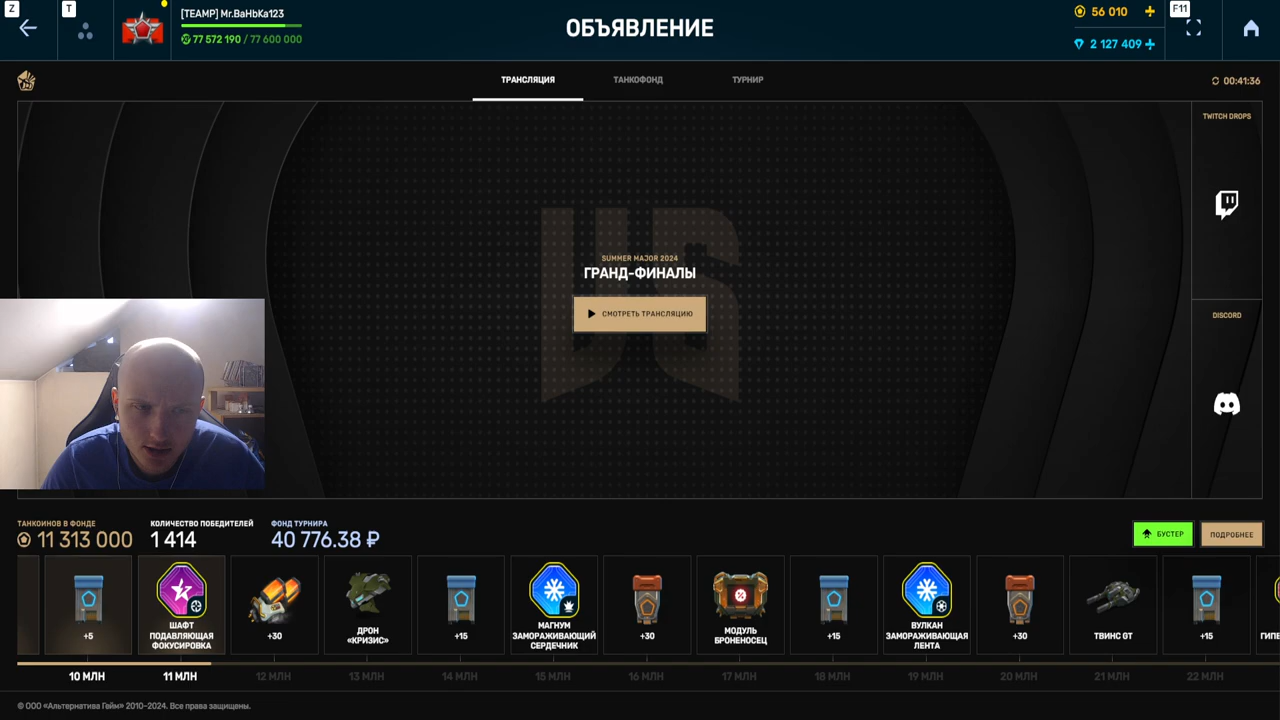 Z
T
[TEAMP] Mr.BaHbKa123
77 572 190 / 77 600 000
ОБЪЯВЛЕНИЕ
56 010
2 127 409
F11
ТРАНСЛЯЦИЯ
ТАНКОФОНД
ТУРНИР
00:41:36
TWITCH DROPS
SUMMER MAJOR 2024
ГРАНД-ФИНАЛЫ
СМОТРЕТЬ ТРАНСЛЯЦИЮ
DISCORD
ТАНКОИНОВ В ФОНДЕ
11 313 000
КОЛИЧЕСТВО ПОБЕДИТЕЛЕЙ
1 414
ФОНД ТУРНИРА
40 776.38 ₽
БУСТЕР
ПОДРОБНЕЕ
+5
ШАФТ
ПОДАВЛЯЮЩАЯ
ФОКУСИРОВКА
+30
ДРОН
«КРИЗИС»
+15
МАГНУМ
ЗАМОРАЖИВАЮЩИЙ
СЕРДЕЧНИК
+30
МОДУЛЬ
БРОНЕНОСЕЦ
+15
ВУЛКАН
ЗАМОРАЖИВАЮЩАЯ
ЛЕНТА
+30
ТВИНС GT
+15
10 МЛН
11 МЛН
12 МЛН
13 МЛН
14 МЛН
15 МЛН
16 МЛН
17 МЛН
18 МЛН
19 МЛН
20 МЛН
21 МЛН
22 МЛН
© ООО «Альтернатива Гейм» 2010–2024. Все права защищены.